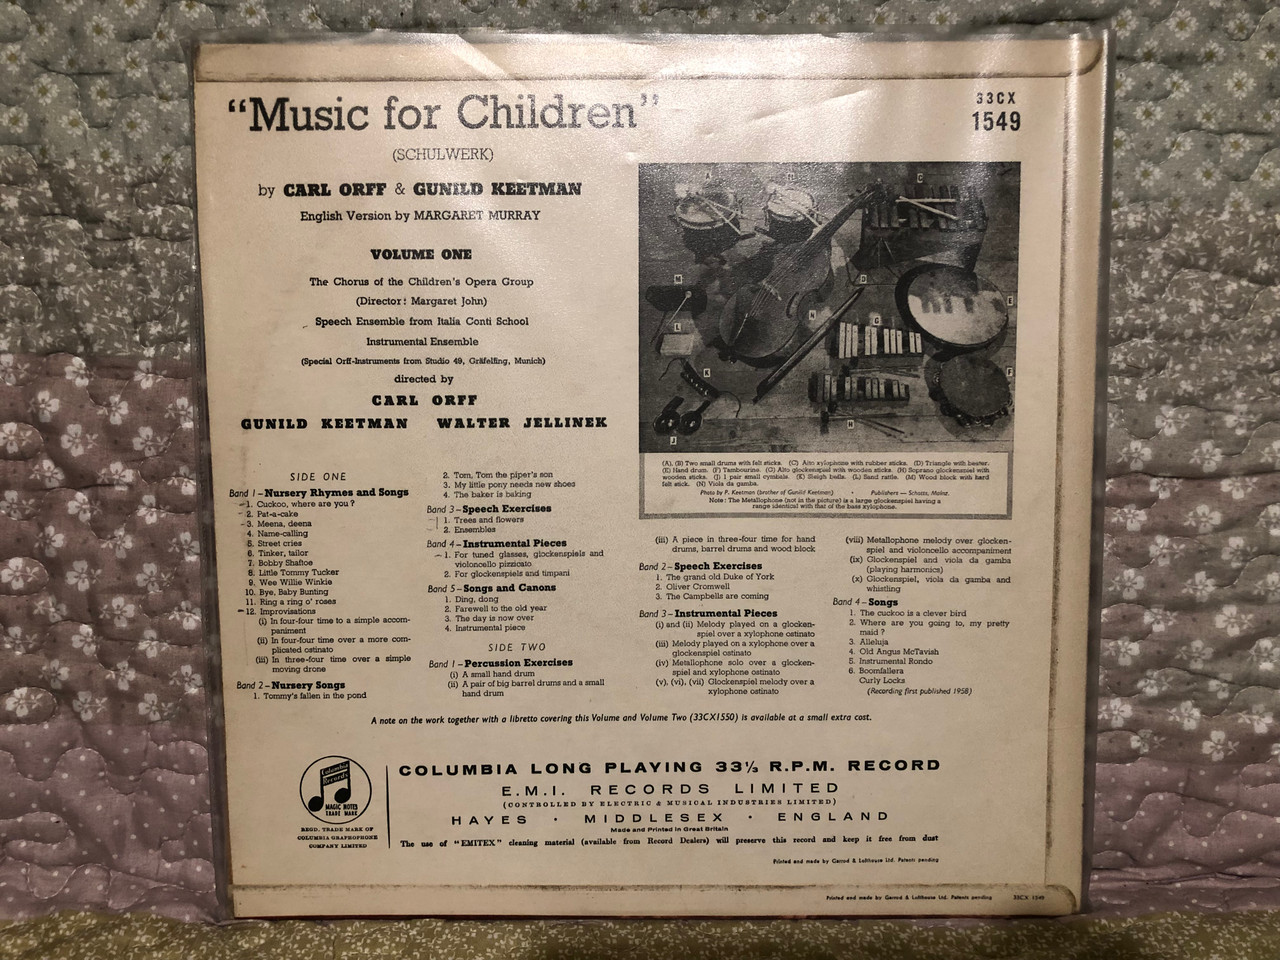 "Music for Children"
(SCHULWERK)
33CX
1549
by CARL ORFF & GUNILD KEETMAN
English Version by MARGARET MURRAY
VOLUME ONE
The Chorus of the Children's Opera Group
(Director: Margaret John)
Speech Ensemble from Italia Conti School
Instrumental Ensemble
(Special Orff-Instruments from Studio 49, Gräfelfing, Munich)
directed by
CARL ORFF
GUNILD KEETMAN WALTER JELLINEK
A
B
C
M
D
E
L
N
G
K
F
H
J
(A), (B) Two small drums with felt sticks. (C) Alto xylophone with rubber sticks. (D) Triangle with beater.
(E) Hand drum. (F) Tambourine. (G) Alto glockenspiel with wooden sticks. (H) Soprano glockenspiel with
wooden sticks. (J) 1 pair small cymbals. (K) Sleigh bells. (L) Sand rattle. (M) Wood block with hard
felt stick. (N) Viola da gamba.
Photo by P. Keetman (brother of Gunild Keetman). • Publishers — Schotts, Mainz.
Note: The Metallophone (not in the picture) is a large glockenspiel having a
range identical with that of the bass xylophone.
SIDE ONE
Band 1 – Nursery Rhymes and Songs
1. Cuckoo, where are you?
2. Pat-a-cake
3. Meena, deena
4. Name-calling
5. Street cries
6. Tinker, tailor
7. Bobby Shaftoe
8. Little Tommy Tucker
9. Wee Willie Winkie
10. Bye, Baby Bunting
11. Ring a ring o' roses
12. Improvisations
(i) In four-four time to a simple accom-
paniment
(ii) In four-four time over a more com-
plicated ostinato
(iii) In three-four time over a simple
moving drone
Band 2 – Nursery Songs
1. Tommy's fallen in the pond
2. Tom, Tom the piper's son
3. My little pony needs new shoes
4. The baker is baking
Band 3 – Speech Exercises
1. Trees and flowers
2. Ensembles
Band 4 – Instrumental Pieces
1. For tuned glasses, glockenspiels and
violoncello pizzicato
2. For glockenspiels and timpani
Band 5 – Songs and Canons
1. Ding, dong
2. Farewell to the old year
3. The day is now over
4. Instrumental piece
SIDE TWO
Band 1 – Percussion Exercises
(i) A small hand drum
(ii) A pair of big barrel drums and a small
hand drum
(iii) A piece in three-four time for hand
drums, barrel drums and wood block
Band 2 – Speech Exercises
1. The grand old Duke of York
2. Oliver Cromwell
3. The Campbells are coming
Band 3 – Instrumental Pieces
(i) and (ii) Melody played on a glocken-
spiel over a xylophone ostinato
(iii) Melody played on a xylophone over a
glockenspiel ostinato
(iv) Metallophone solo over a glocken-
spiel and xylophone ostinato
(v), (vi), (vii) Glockenspiel melody over a
xylophone ostinato
(viii) Metallophone melody over glocken-
spiel and violoncello accompaniment
(ix) Glockenspiel and viola da gamba
(playing harmonics)
(x) Glockenspiel, viola da gamba and
whistling
Band 4 – Songs
1. The cuckoo is a clever bird
2. Where are you going to, my pretty
maid?
3. Alleluja
4. Old Angus McTavish
5. Instrumental Rondo
6. Boomfallera
Curly Locks
(Recording first published 1958)
A note on the work together with a libretto covering this Volume and Volume Two (33CX1550) is available at a small extra cost.
Columbia
Records
MAGIC NOTES
TRADE MARK
REGD. TRADE MARK OF
COLUMBIA GRAPHOPHONE
COMPANY LIMITED
COLUMBIA LONG PLAYING 33⅓ R.P.M. RECORD
E.M.I. RECORDS LIMITED
(CONTROLLED BY ELECTRIC & MUSICAL INDUSTRIES LIMITED)
HAYES · MIDDLESEX · ENGLAND
Made and Printed in Great Britain
The use of "EMITEX" cleaning material (available from Record Dealers) will preserve this record and keep it free from dust
Printed and made by Garrod & Lofthouse Ltd. Patents pending
Printed and made by Garrod & Lofthouse Ltd. Patents pending 33CX 1549